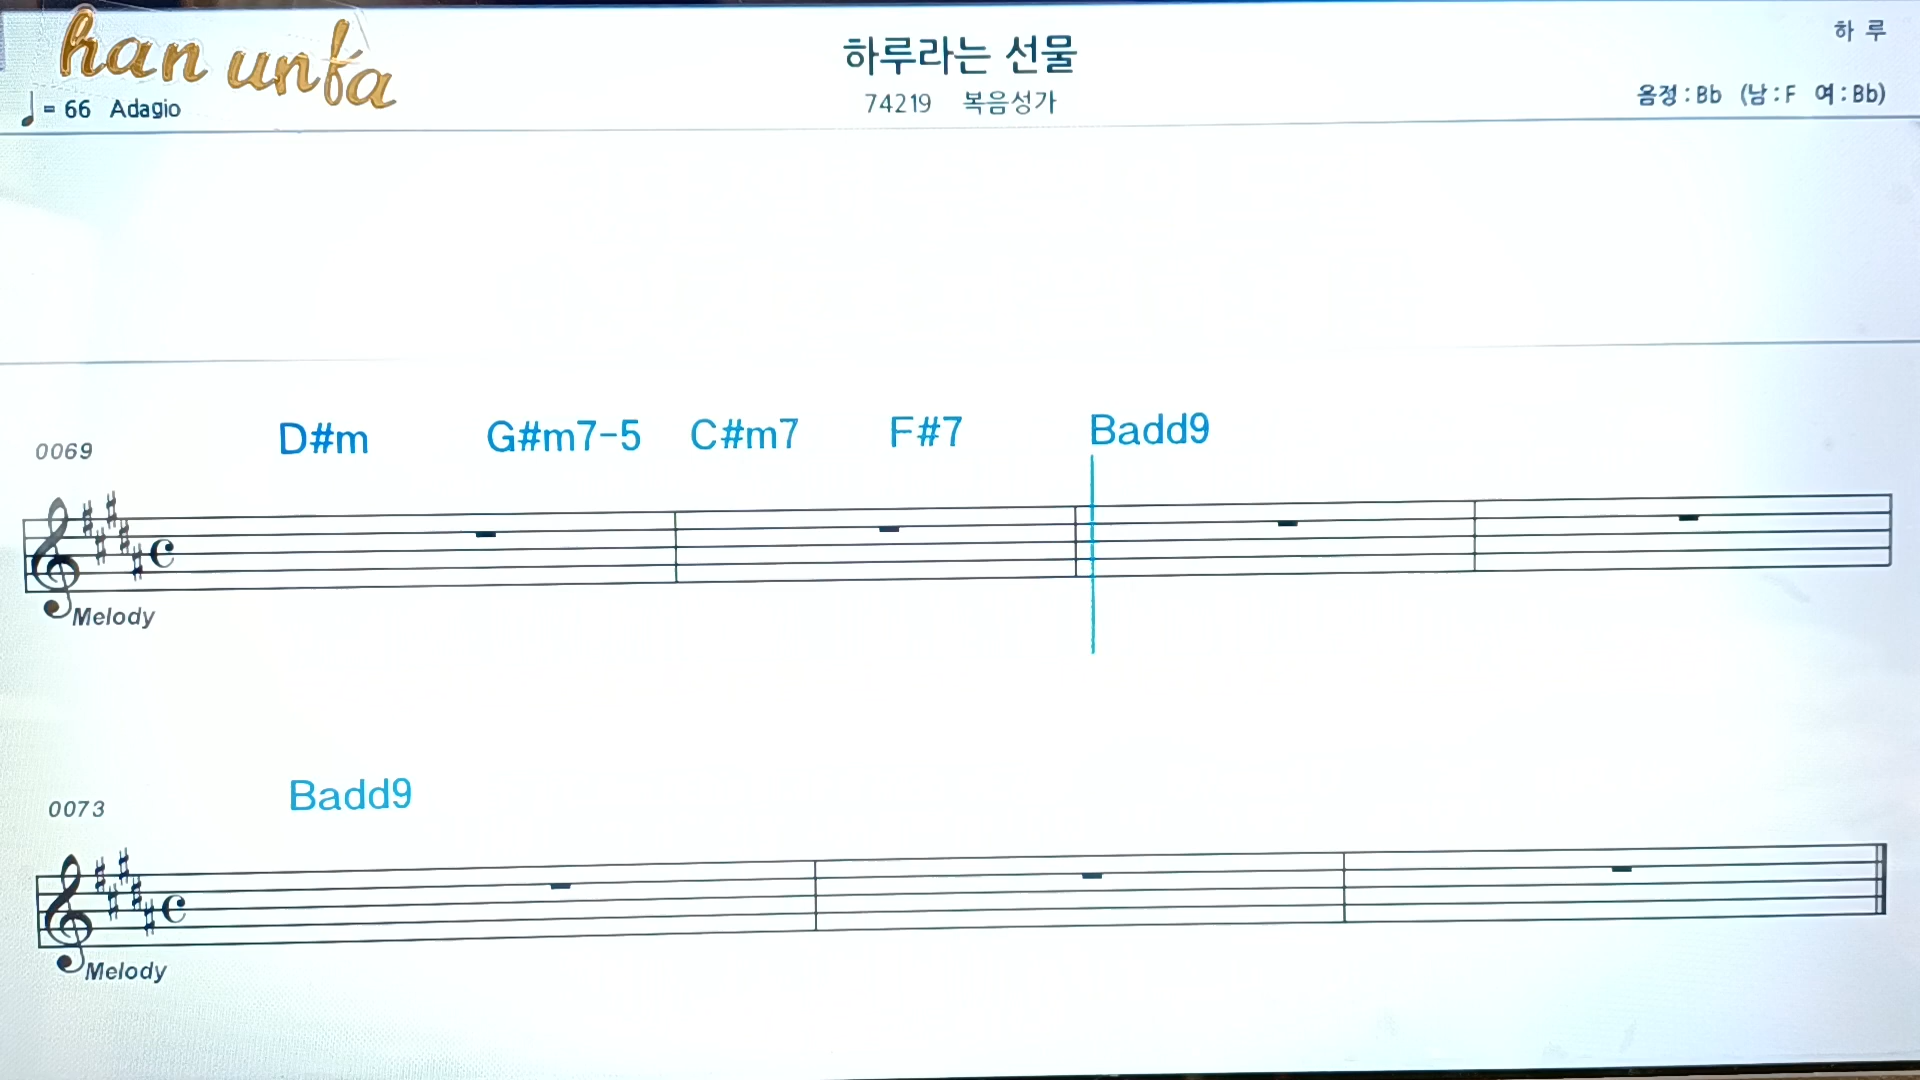 han unfa
하루라는 선물
하 루
♩= 66 Adagio
74219 복음성가
음정:Bb (남:F 여:Bb)
0069 D#m G#m7-5 C#m7 F#7 Badd9
Melody
0073 Badd9
Melody